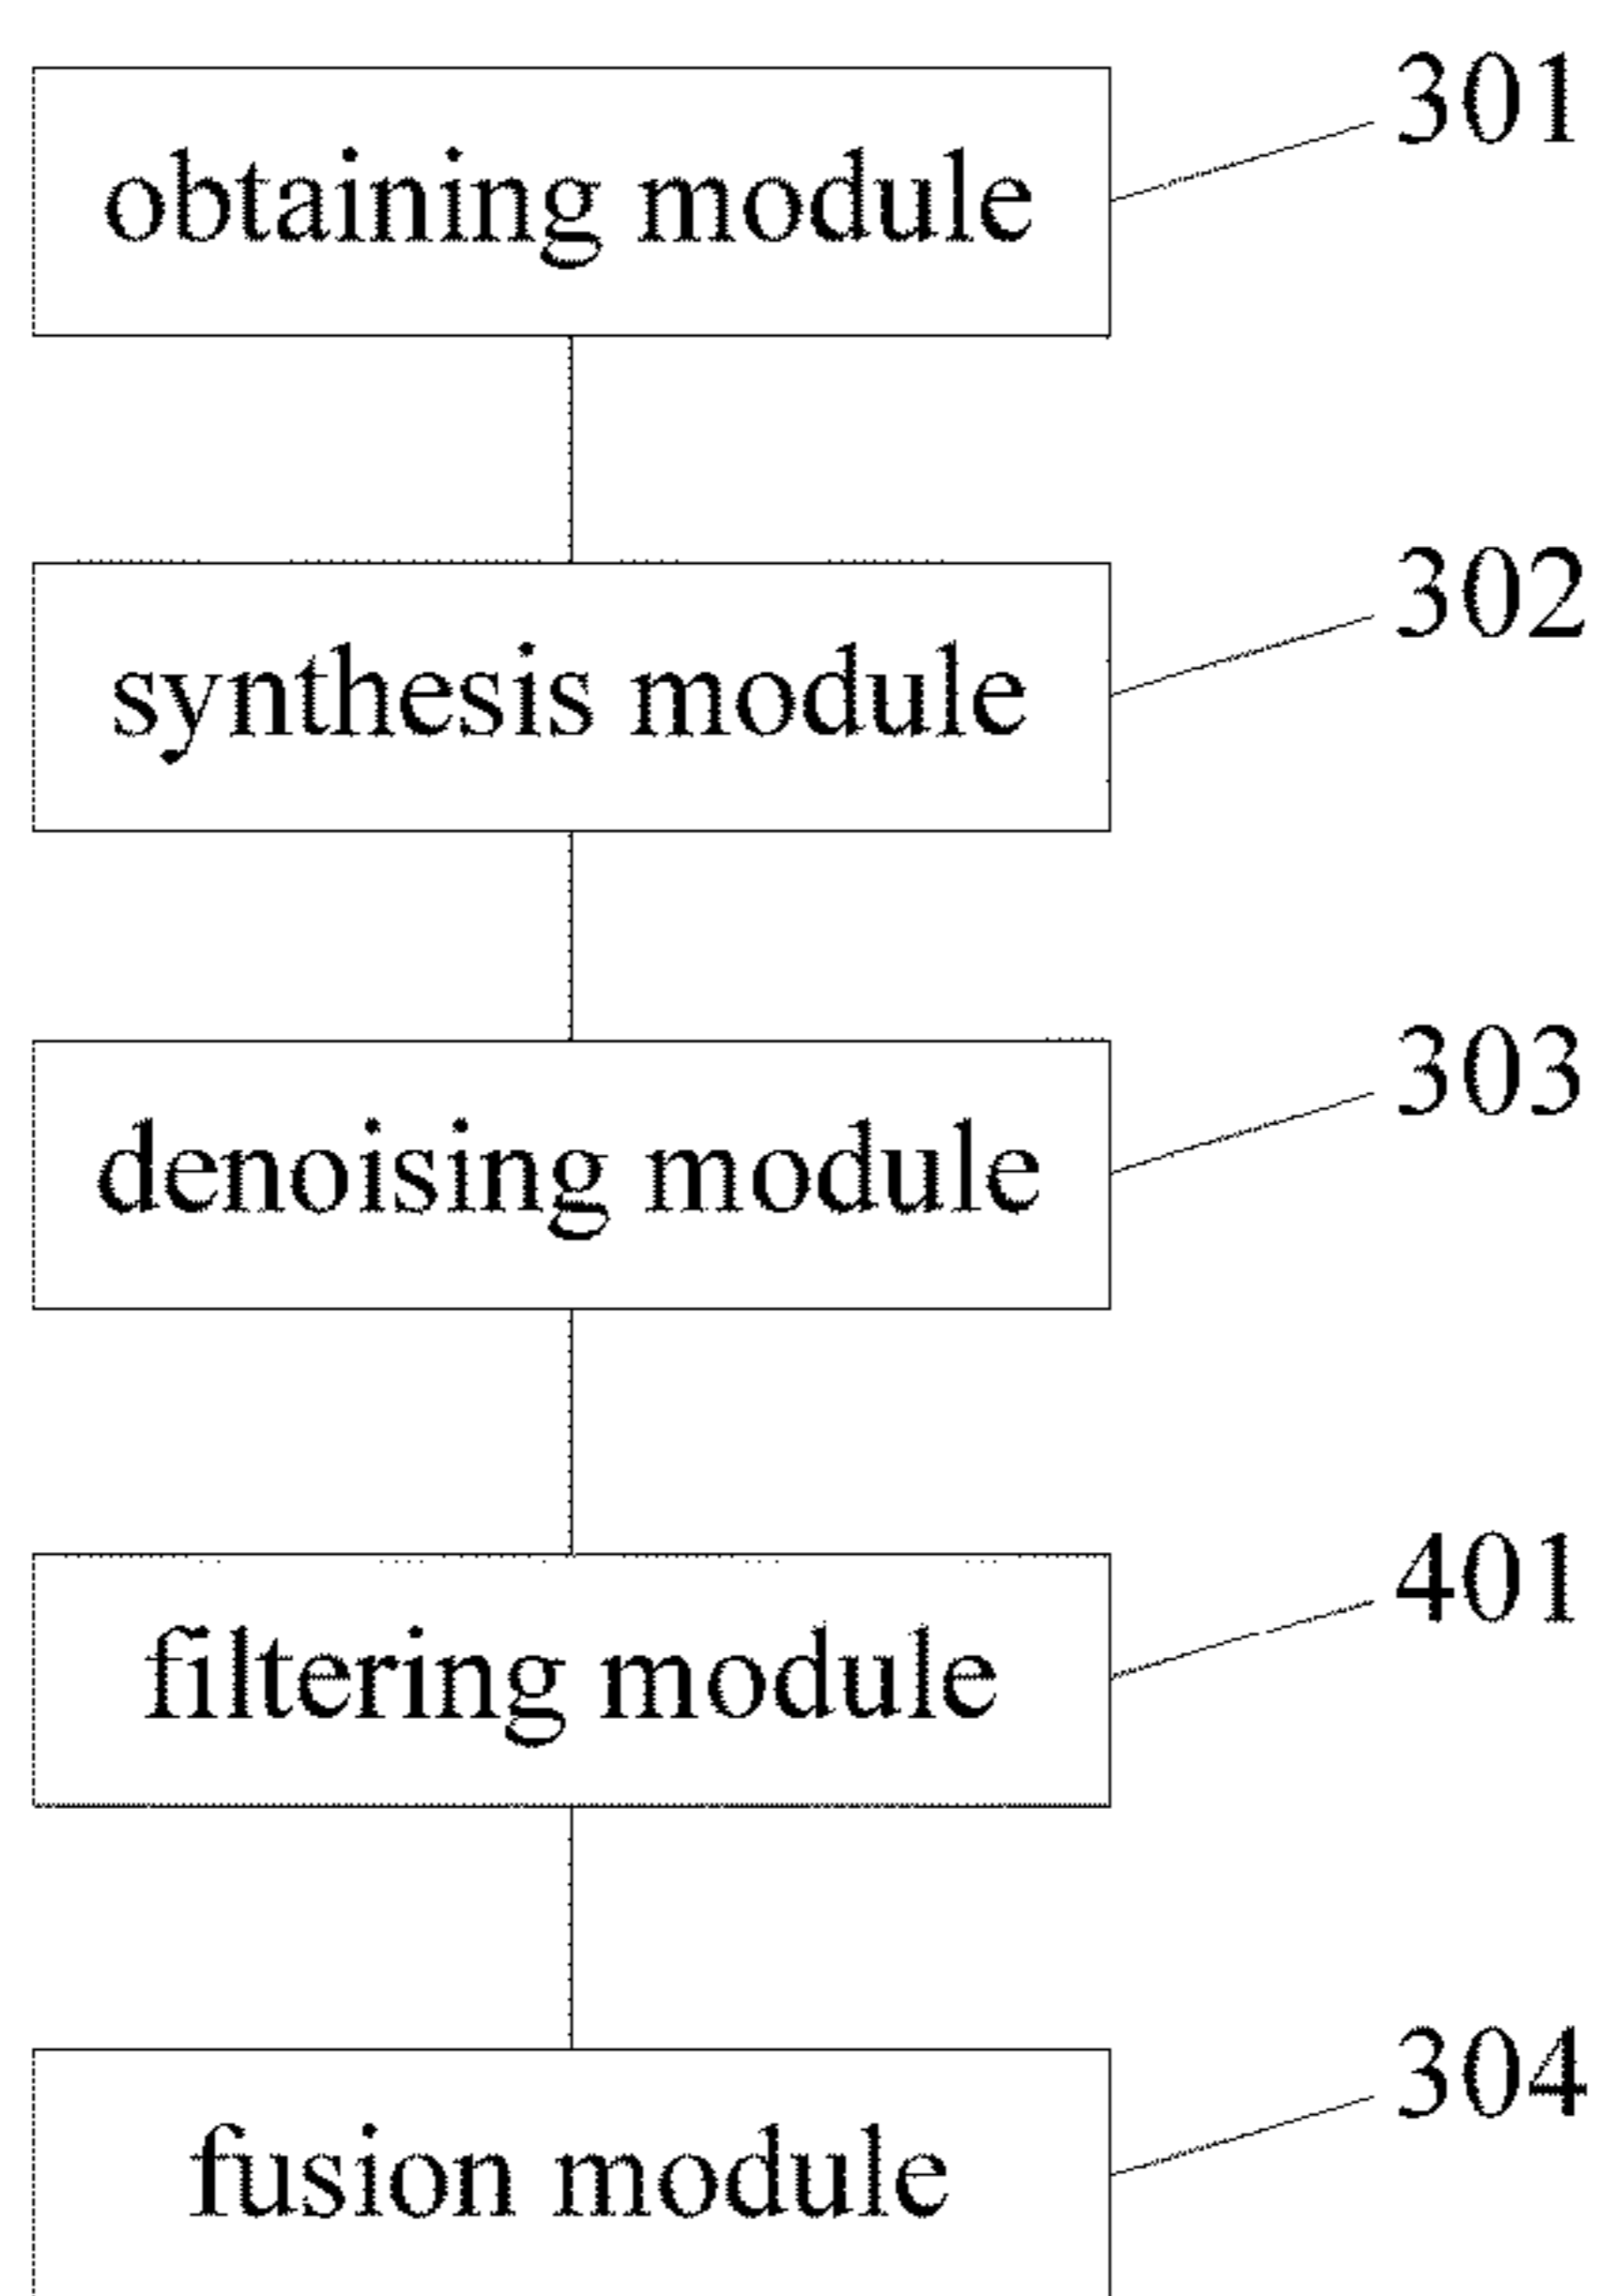 obtaining module 301
synthesis module 302
denoising module 303
filtering module 401
fusion module 304